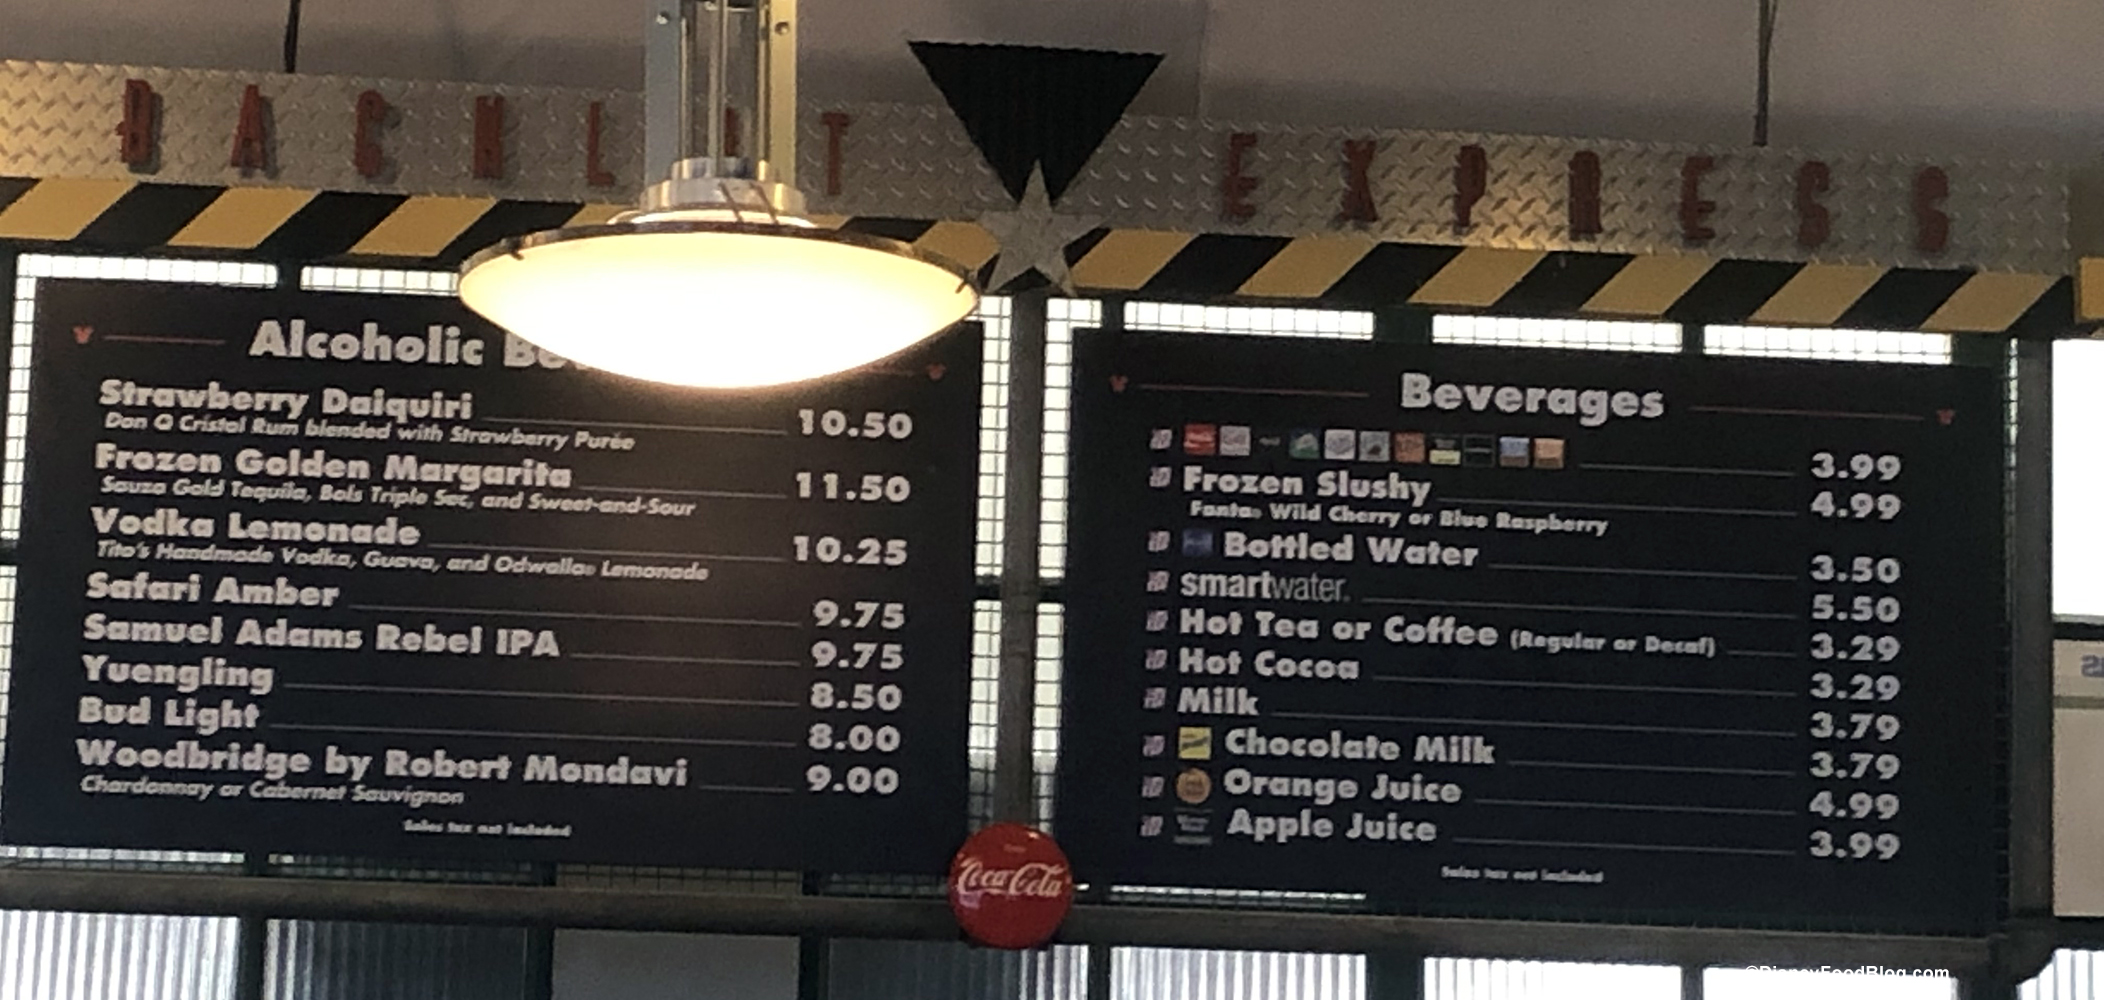 BACKLOT EXPRESS
Alcoholic
Strawberry Daiquiri 10.50
Don Q Cristal Rum blended with Strawberry Purée
Frozen Golden Margarita 11.50
Sauza Gold Tequila, Bols Triple Sec, and Sweet-and-Sour
Vodka Lemonade 10.25
Tito's Handmade Vodka, Guava, and Odwalla® Lemonade
Safari Amber 9.75
Samuel Adams Rebel IPA 9.75
Yuengling 8.50
Bud Light 8.00
Woodbridge by Robert Mondavi 9.00
Chardonnay or Cabernet Sauvignon
Sales tax not included
Beverages
3.99
Frozen Slushy 4.99
Fanta® Wild Cherry or Blue Raspberry
Bottled Water 3.50
smartwater. 5.50
Hot Tea or Coffee (Regular or Decaf) 3.29
Hot Cocoa 3.29
Milk 3.79
Chocolate Milk 3.79
Orange Juice 4.99
Apple Juice 3.99
Sales tax not included
Coca-Cola
©DisneyFoodBlog.com